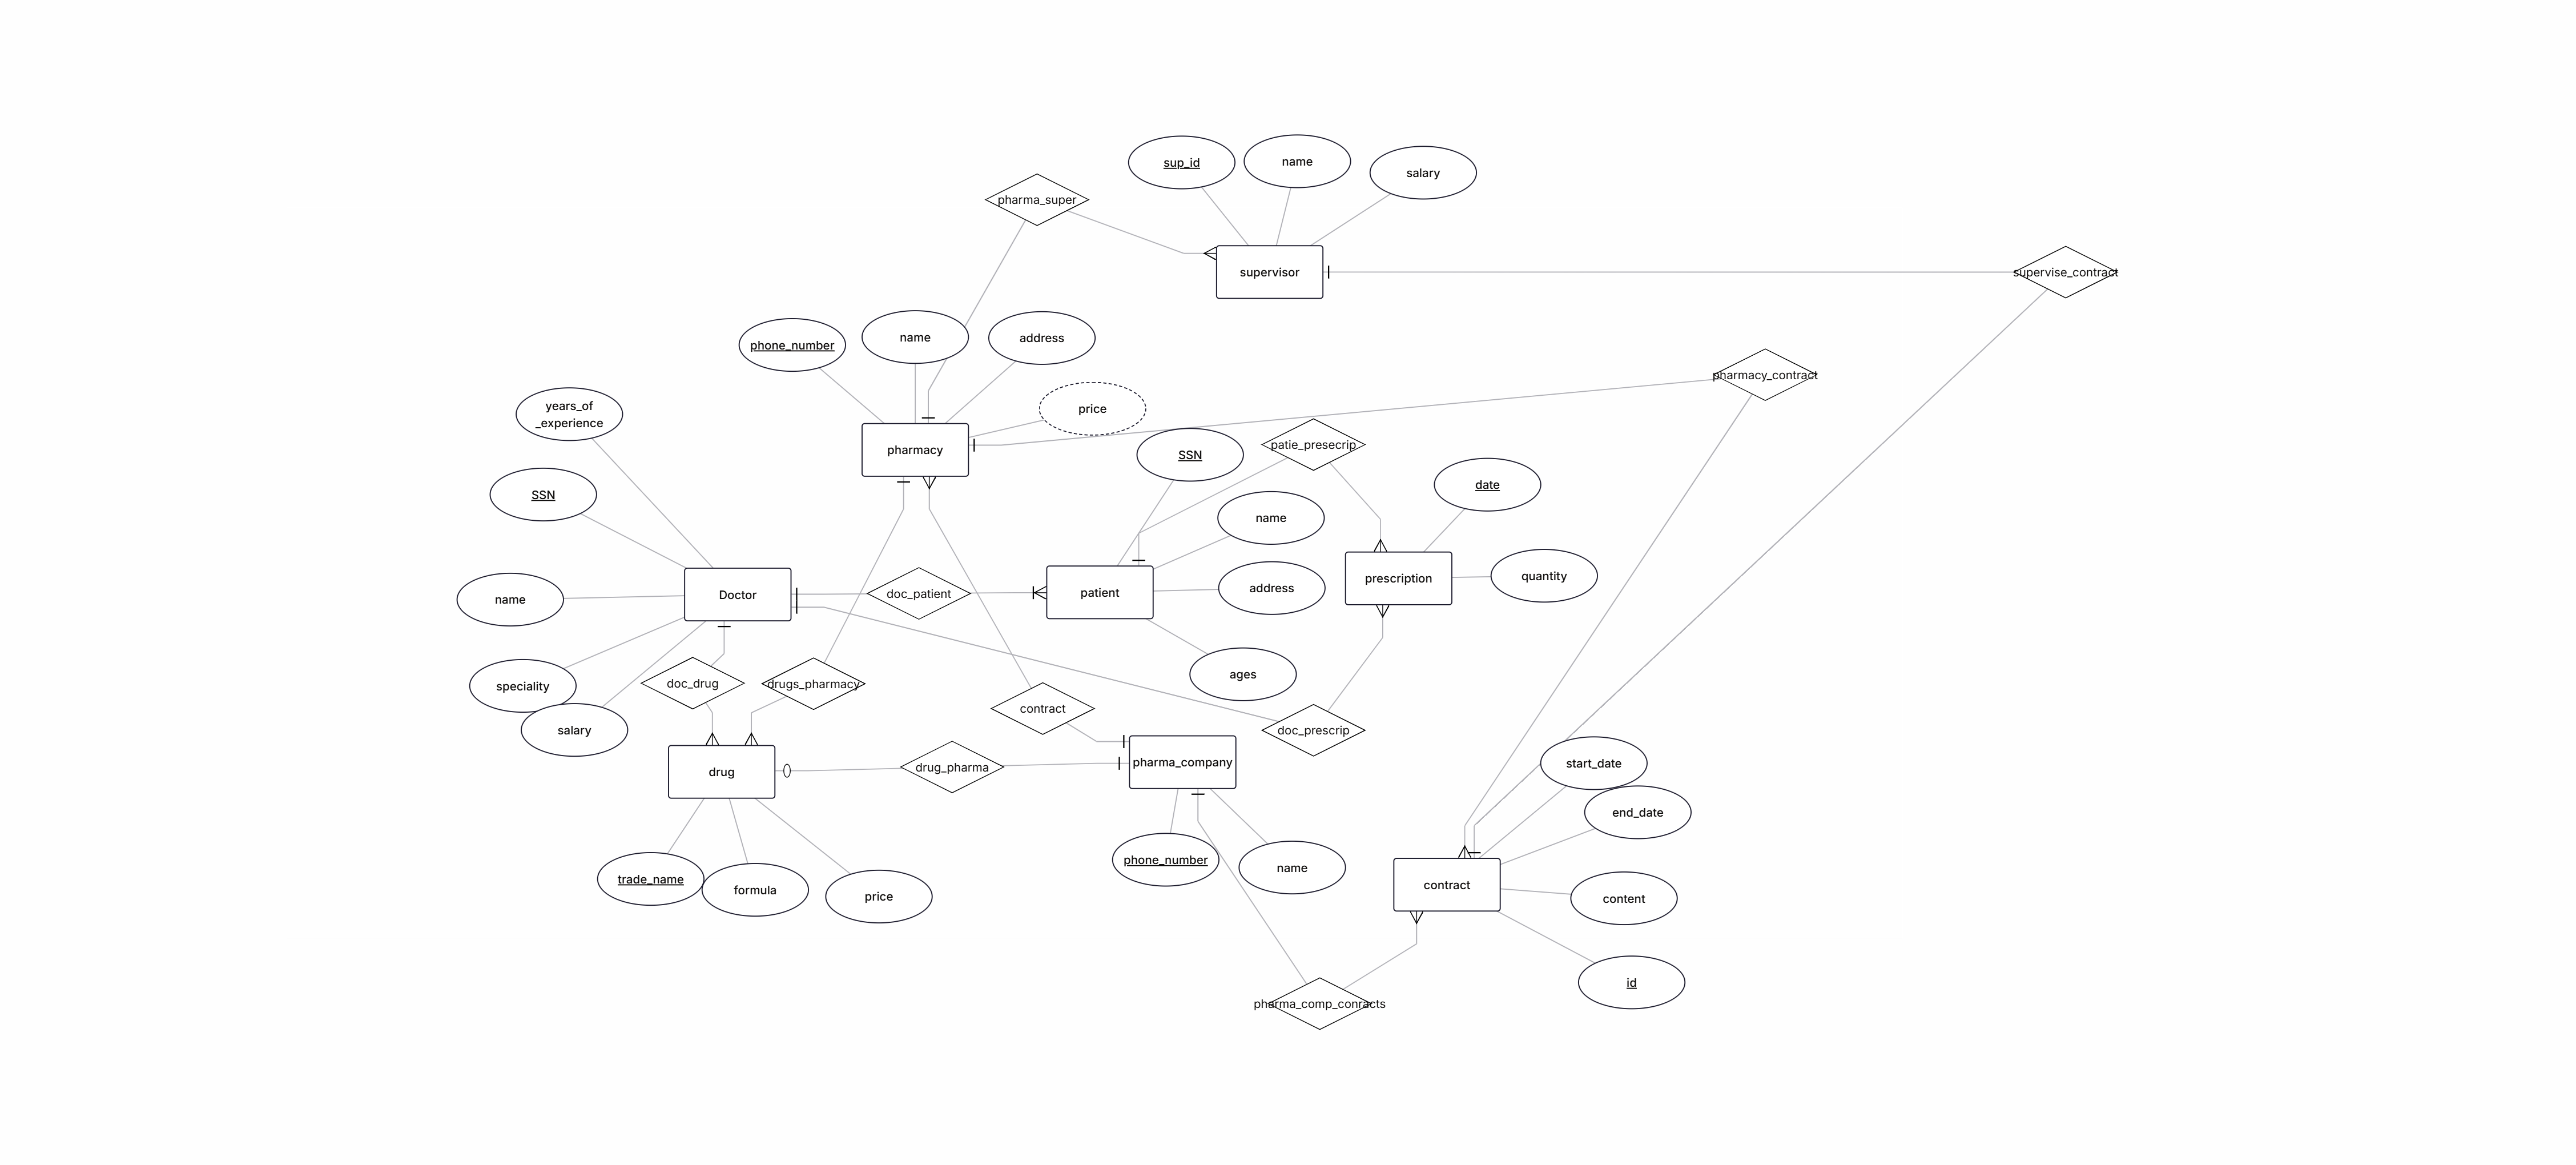 sup_id
name
salary
pharma_super
supervisor
supervise_contract
phone_number
name
address
pharmacy_contract
price
years_of
_experience
pharmacy
SSN
patie_presecrip
SSN
date
name
name
Doctor
doc_patient
patient
address
prescription
quantity
speciality
doc_drug
drugs_pharmacy
ages
salary
contract
doc_prescrip
drug
drug_pharma
pharma_company
start_date
end_date
trade_name
formula
price
phone_number
name
contract
content
id
pharma_comp_conracts